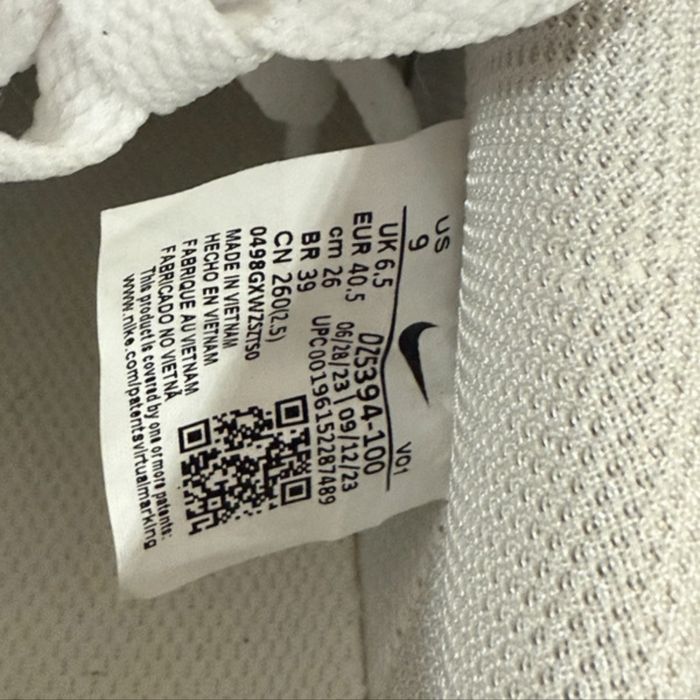 US
9
V01
UK 6.5
EUR 40.5
cm 26
BR 39
CN 260(2.5)
DZ5394-100
06/28/23 | 09/12/23
UPC00196152287489
0498GXWZSZTS0
MADE IN VIETNAM
HECHO EN VIETNAM
FABRIQUE AU VIETNAM
FABRICADO NO VIETNÃ
This product is covered by one or more patents:
www.nike.com/patentsvirtualmarking